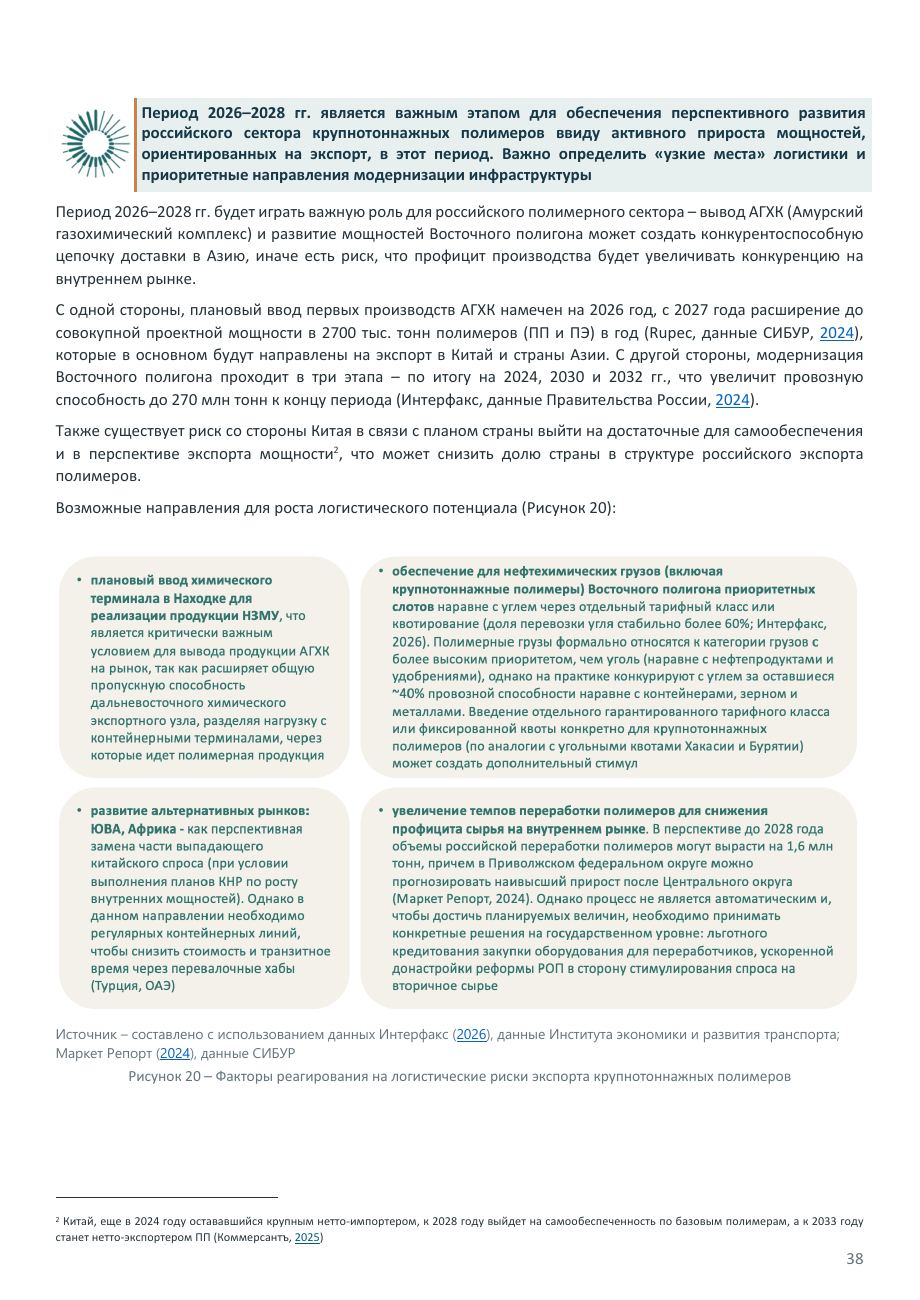 Период 2026–2028 гг. является важным этапом для обеспечения перспективного развития
российского сектора крупнотоннажных полимеров ввиду активного прироста мощностей,
ориентированных на экспорт, в этот период. Важно определить «узкие места» логистики и
приоритетные направления модернизации инфраструктуры
Период 2026–2028 гг. будет играть важную роль для российского полимерного сектора – вывод АГХК (Амурский
газохимический комплекс) и развитие мощностей Восточного полигона может создать конкурентоспособную
цепочку доставки в Азию, иначе есть риск, что профицит производства будет увеличивать конкуренцию на
внутреннем рынке.
С одной стороны, плановый ввод первых производств АГХК намечен на 2026 год, с 2027 года расширение до
совокупной проектной мощности в 2700 тыс. тонн полимеров (ПП и ПЭ) в год (Rupec, данные СИБУР, 2024),
которые в основном будут направлены на экспорт в Китай и страны Азии. С другой стороны, модернизация
Восточного полигона проходит в три этапа – по итогу на 2024, 2030 и 2032 гг., что увеличит провозную
способность до 270 млн тонн к концу периода (Интерфакс, данные Правительства России, 2024).
Также существует риск со стороны Китая в связи с планом страны выйти на достаточные для самообеспечения
и в перспективе экспорта мощности², что может снизить долю страны в структуре российского экспорта
полимеров.
Возможные направления для роста логистического потенциала (Рисунок 20):
• плановый ввод химического
терминала в Находке для
реализации продукции НЗМУ, что
является критически важным
условием для вывода продукции АГХК
на рынок, так как расширяет общую
пропускную способность
дальневосточного химического
экспортного узла, разделяя нагрузку с
контейнерными терминалами, через
которые идет полимерная продукция
• обеспечение для нефтехимических грузов (включая
крупнотоннажные полимеры) Восточного полигона приоритетных
слотов наравне с углем через отдельный тарифный класс или
квотирование (доля перевозки угля стабильно более 60%; Интерфакс,
2026). Полимерные грузы формально относятся к категории грузов с
более высоким приоритетом, чем уголь (наравне с нефтепродуктами и
удобрениями), однако на практике конкурируют с углем за оставшиеся
~40% провозной способности наравне с контейнерами, зерном и
металлами. Введение отдельного гарантированного тарифного класса
или фиксированной квоты конкретно для крупнотоннажных
полимеров (по аналогии с угольными квотами Хакасии и Бурятии)
может создать дополнительный стимул
• развитие альтернативных рынков:
ЮВА, Африка - как перспективная
замена части выпадающего
китайского спроса (при условии
выполнения планов КНР по росту
внутренних мощностей). Однако в
данном направлении необходимо
регулярных контейнерных линий,
чтобы снизить стоимость и транзитное
время через перевалочные хабы
(Турция, ОАЭ)
• увеличение темпов переработки полимеров для снижения
профицита сырья на внутреннем рынке. В перспективе до 2028 года
объемы российской переработки полимеров могут вырасти на 1,6 млн
тонн, причем в Приволжском федеральном округе можно
прогнозировать наивысший прирост после Центрального округа
(Маркет Репорт, 2024). Однако процесс не является автоматическим и,
чтобы достичь планируемых величин, необходимо принимать
конкретные решения на государственном уровне: льготного
кредитования закупки оборудования для переработчиков, ускоренной
донастройки реформы РОП в сторону стимулирования спроса на
вторичное сырье
Источник – составлено с использованием данных Интерфакс (2026), данные Института экономики и развития транспорта;
Маркет Репорт (2024), данные СИБУР
Рисунок 20 – Факторы реагирования на логистические риски экспорта крупнотоннажных полимеров
² Китай, еще в 2024 году остававшийся крупным нетто-импортером, к 2028 году выйдет на самообеспеченность по базовым полимерам, а к 2033 году
станет нетто-экспортером ПП (Коммерсантъ, 2025)
38